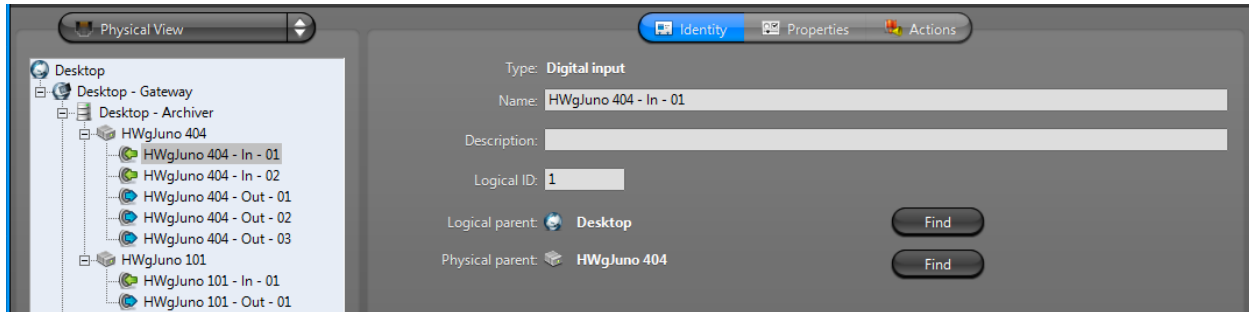 Physical View
Identity
Properties
Actions
Desktop
Desktop - Gateway
Desktop - Archiver
HWgJuno 404
HWgJuno 404 - In - 01
HWgJuno 404 - In - 02
HWgJuno 404 - Out - 01
HWgJuno 404 - Out - 02
HWgJuno 404 - Out - 03
HWgJuno 101
HWgJuno 101 - In - 01
HWgJuno 101 - Out - 01
Type: Digital input
Name: HWgJuno 404 - In - 01
Description:
Logical ID: 1
Logical parent: Desktop Find
Physical parent: HWgJuno 404 Find